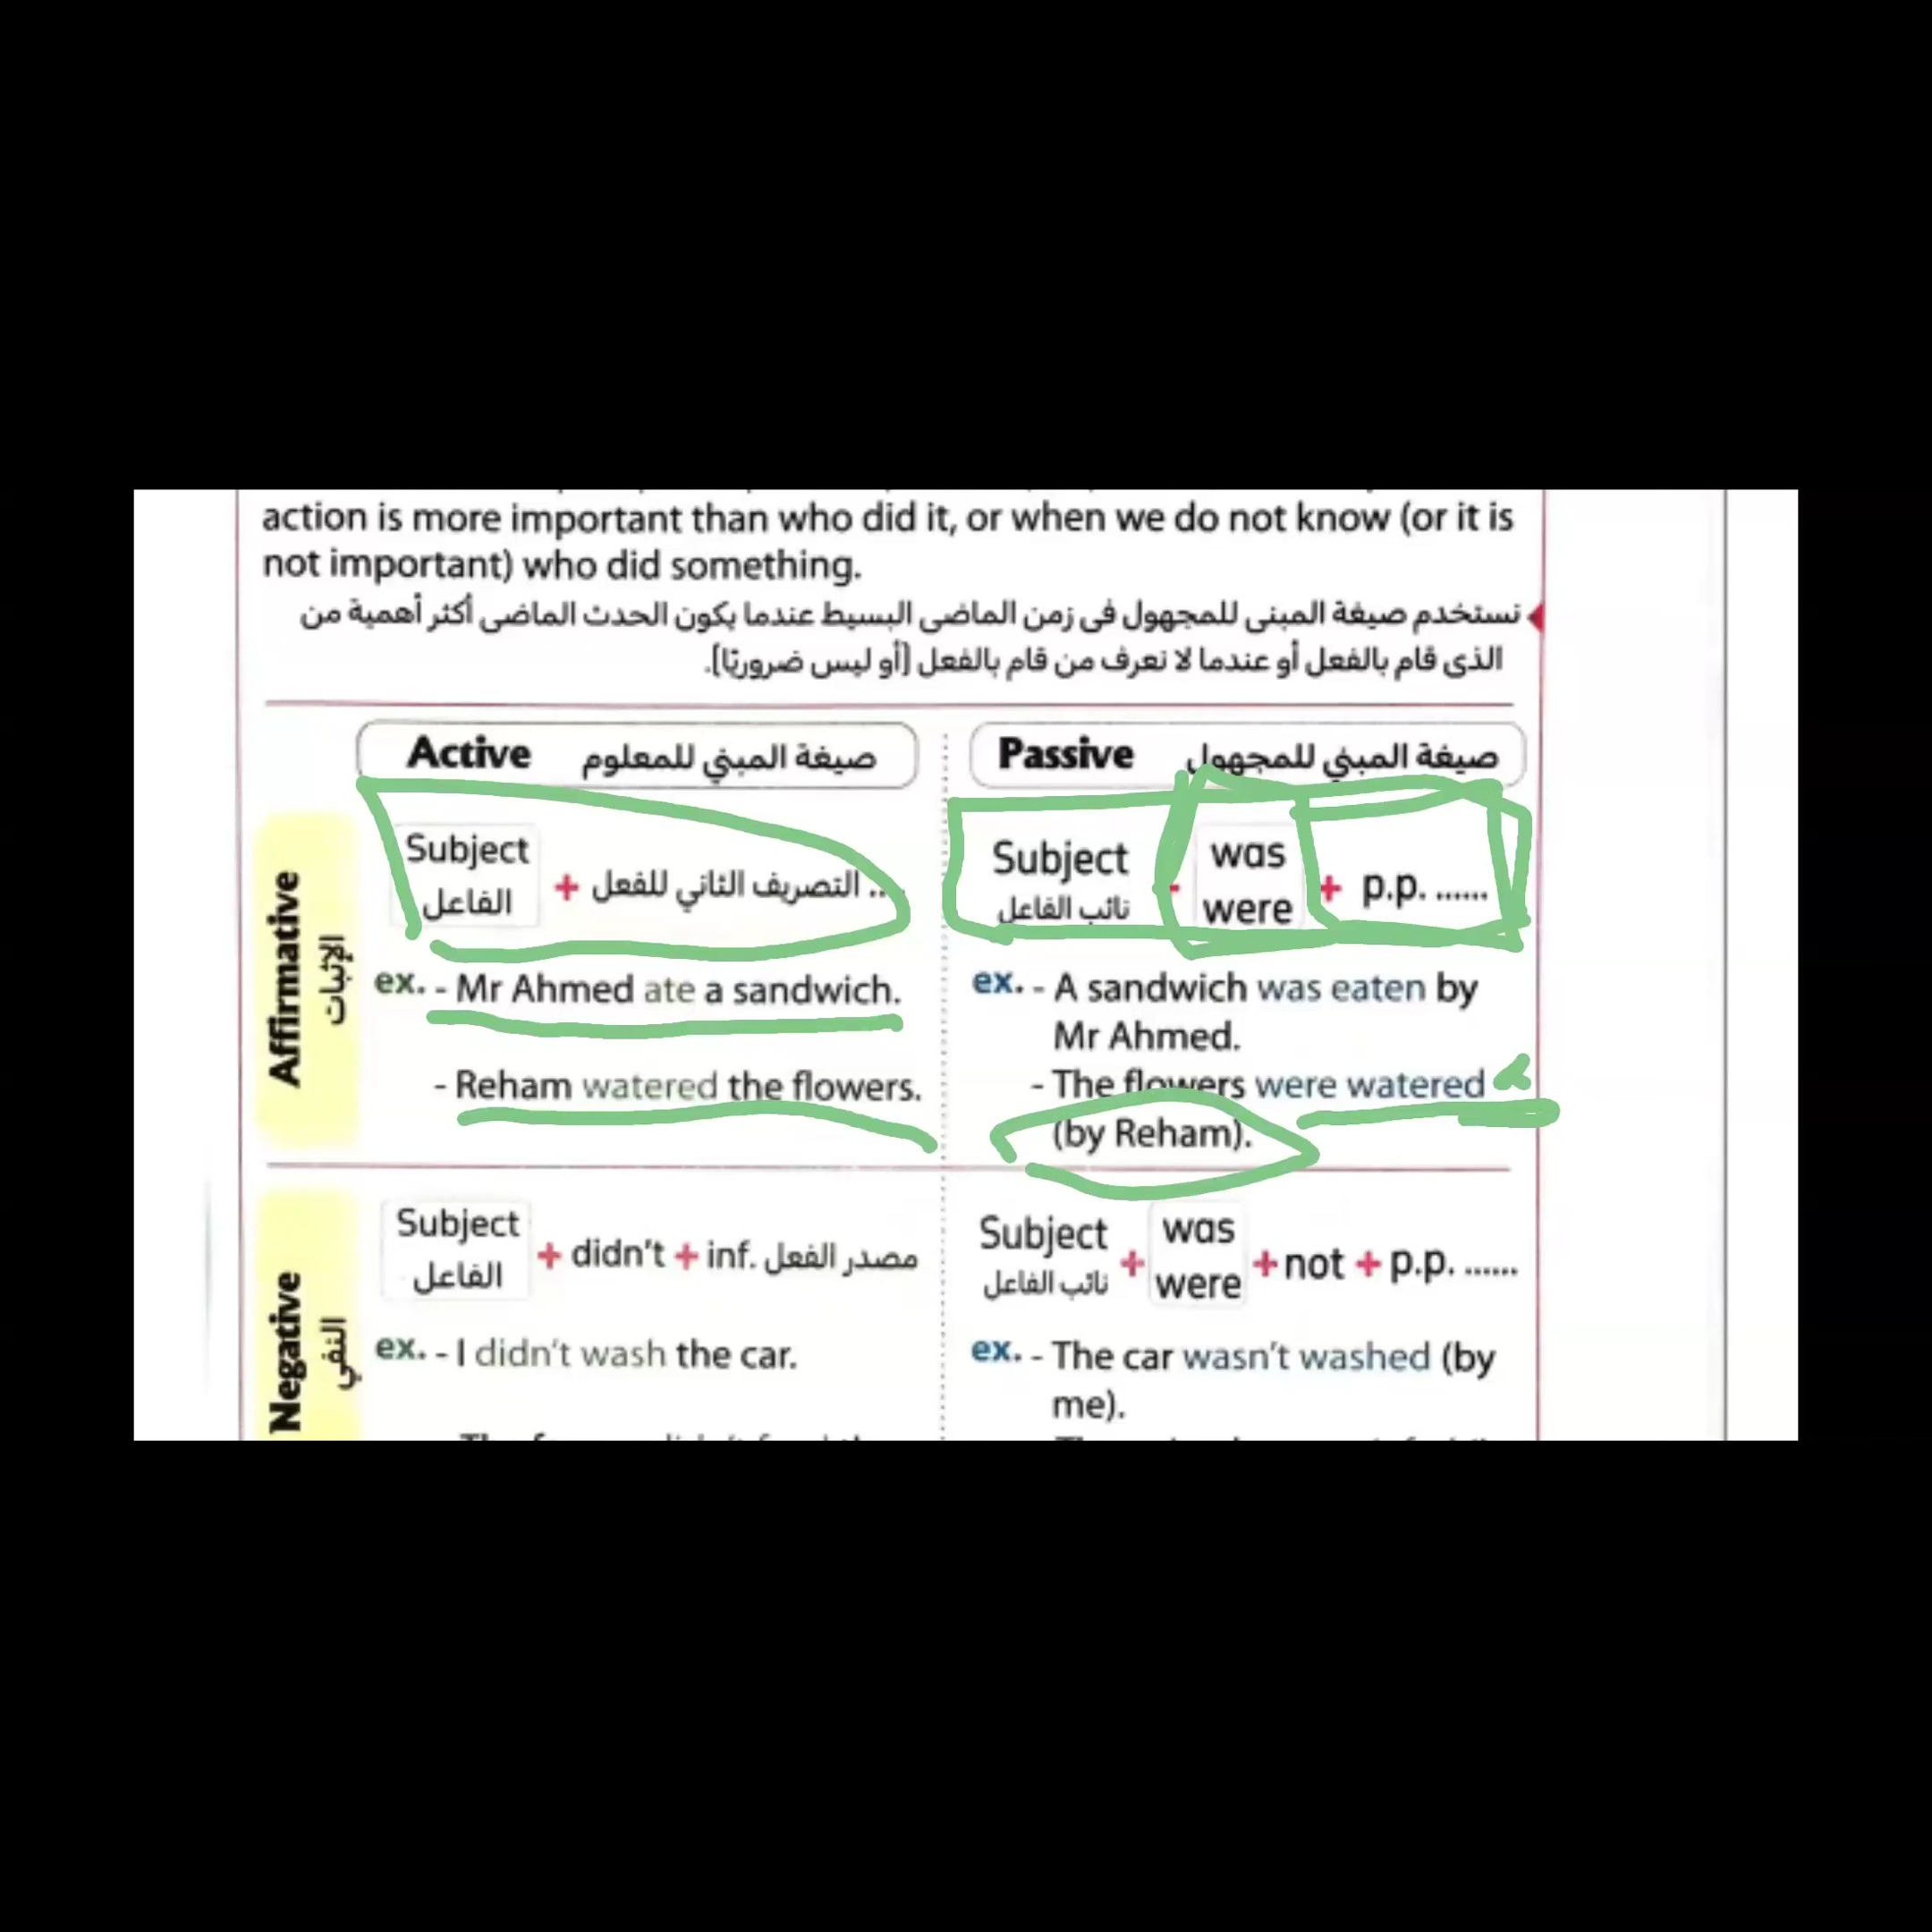 action is more important than who did it, or when we do not know (or it is
not important) who did something.
نستخدم صيغة المبنى للمجهول فى زمن الماضى البسيط عندما يكون الحدث الماضى أكثر أهمية من
الذى قام بالفعل أو عندما لا نعرف من قام بالفعل (أو ليس ضروريًا).
Active صيغة المبني للمعلوم
Passive صيغة المبني للمجهول
Affirmative
الإثبات
Subject
الفاعل
+ التصريف الثاني للفعل ...
ex. - Mr Ahmed ate a sandwich.
- Reham watered the flowers.
Subject
نائب الفاعل
+
was
were
+ p.p. ......
ex. - A sandwich was eaten by
Mr Ahmed.
- The flowers were watered
(by Reham).
Negative
النفي
Subject
الفاعل
+ didn't + inf. مصدر الفعل
ex. - I didn't wash the car.
Subject
نائب الفاعل
+
was
were
+ not + p.p. ......
ex. - The car wasn't washed (by
me).